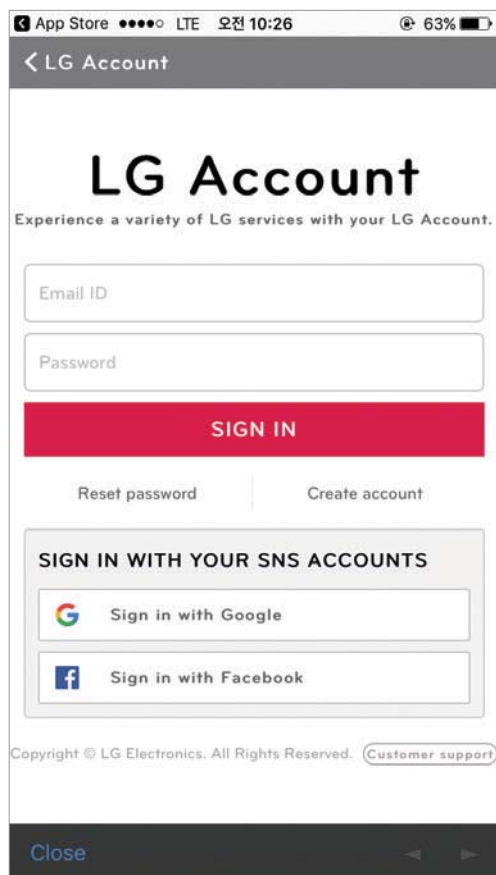 App Store LTE 오전 10:26 63%
LG Account
LG Account
Experience a variety of LG services with your LG Account.
Email ID
Password
SIGN IN
Reset password Create account
SIGN IN WITH YOUR SNS ACCOUNTS
Sign in with Google
Sign in with Facebook
Copyright © LG Electronics. All Rights Reserved. Customer support
Close